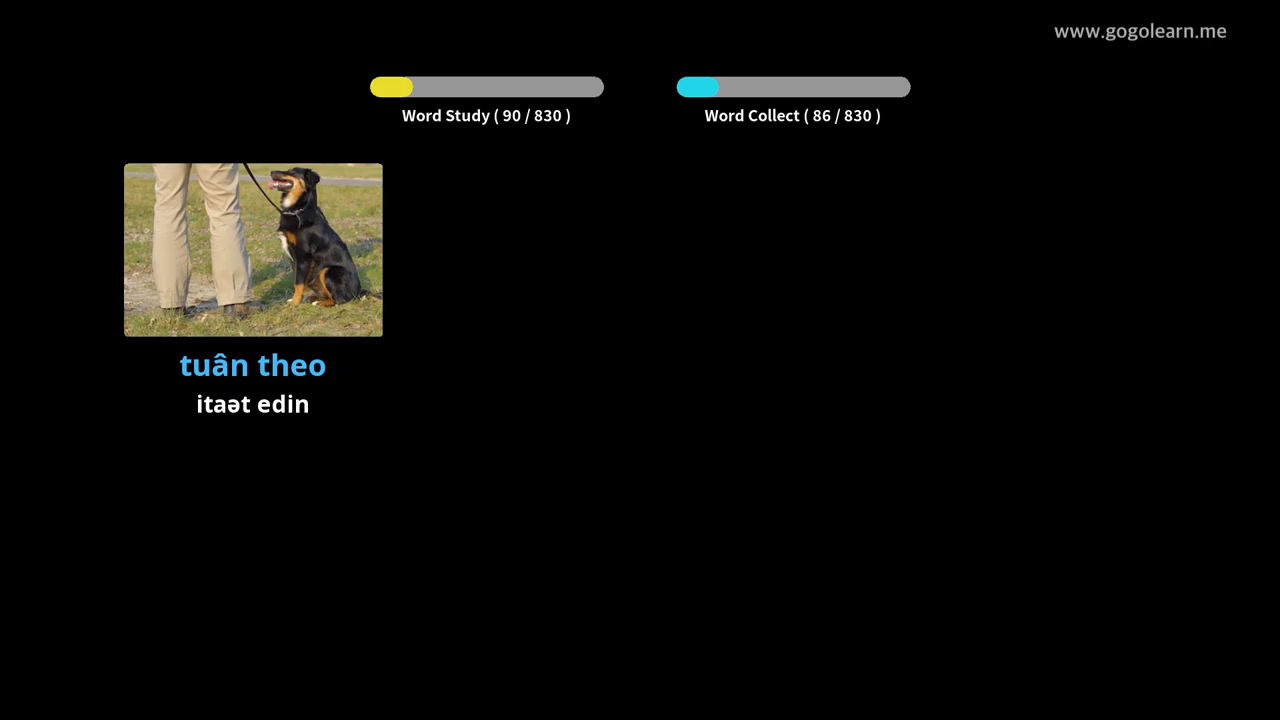 www.gogolearn.me
Word Study ( 90 / 830 )
Word Collect ( 86 / 830 )
tuân theo
itaət edin